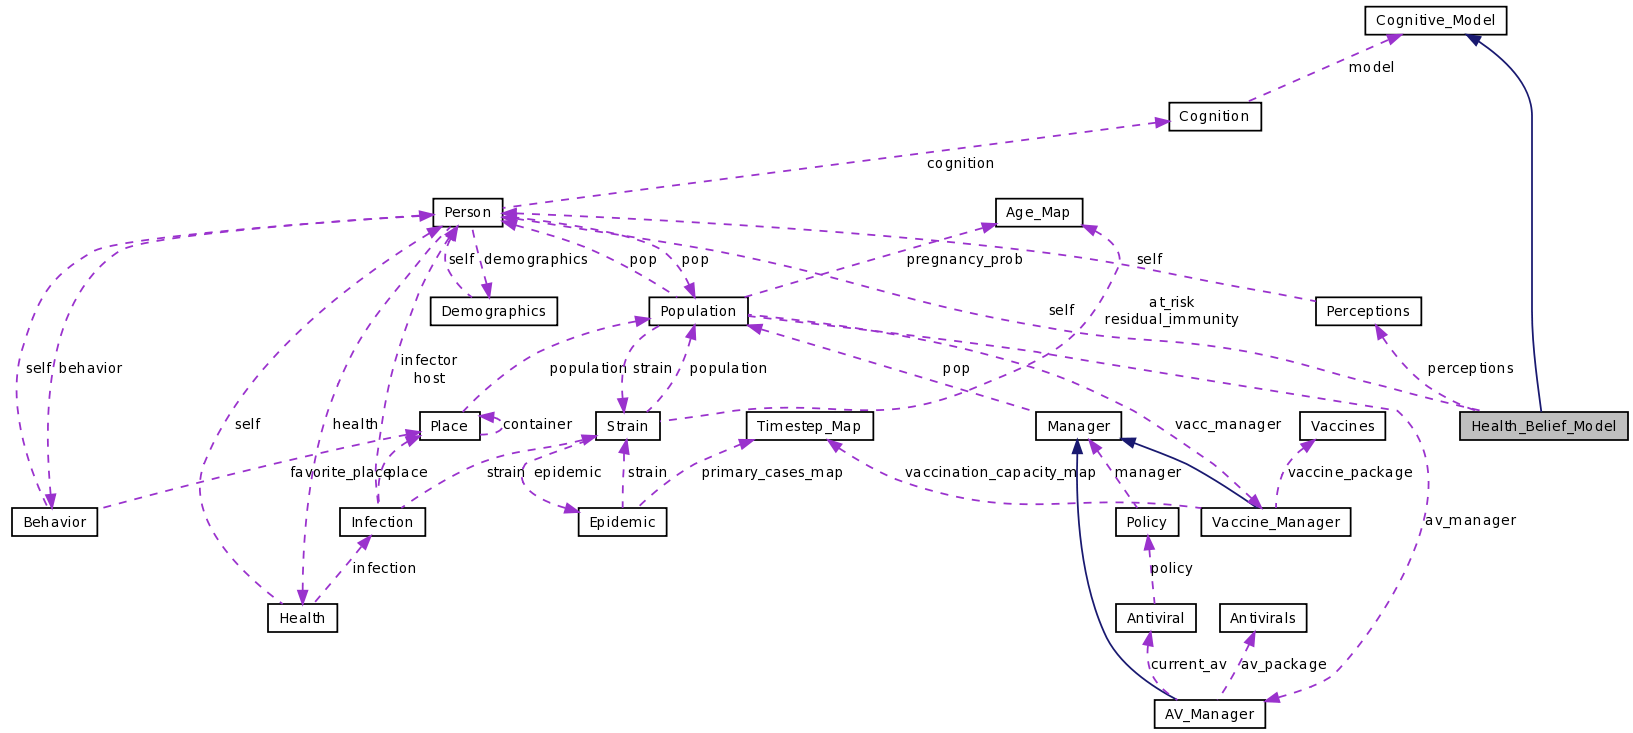 Cognitive_Model
model
Cognition
cognition
Person
Age_Map
self
demographics
pop
pop
pregnancy_prob
self
Demographics
Population
self
at_risk
residual_immunity
Perceptions
self
behavior
infector
host
population
strain
population
pop
perceptions
self
health
Place
container
Strain
Timestep_Map
Manager
vacc_manager
Vaccines
Health_Belief_Model
favorite_place
place
strain
epidemic
strain
primary_cases_map
vaccination_capacity_map
manager
vaccine_package
Behavior
Infection
Epidemic
Policy
Vaccine_Manager
av_manager
infection
policy
Health
Antiviral
Antivirals
current_av
av_package
AV_Manager